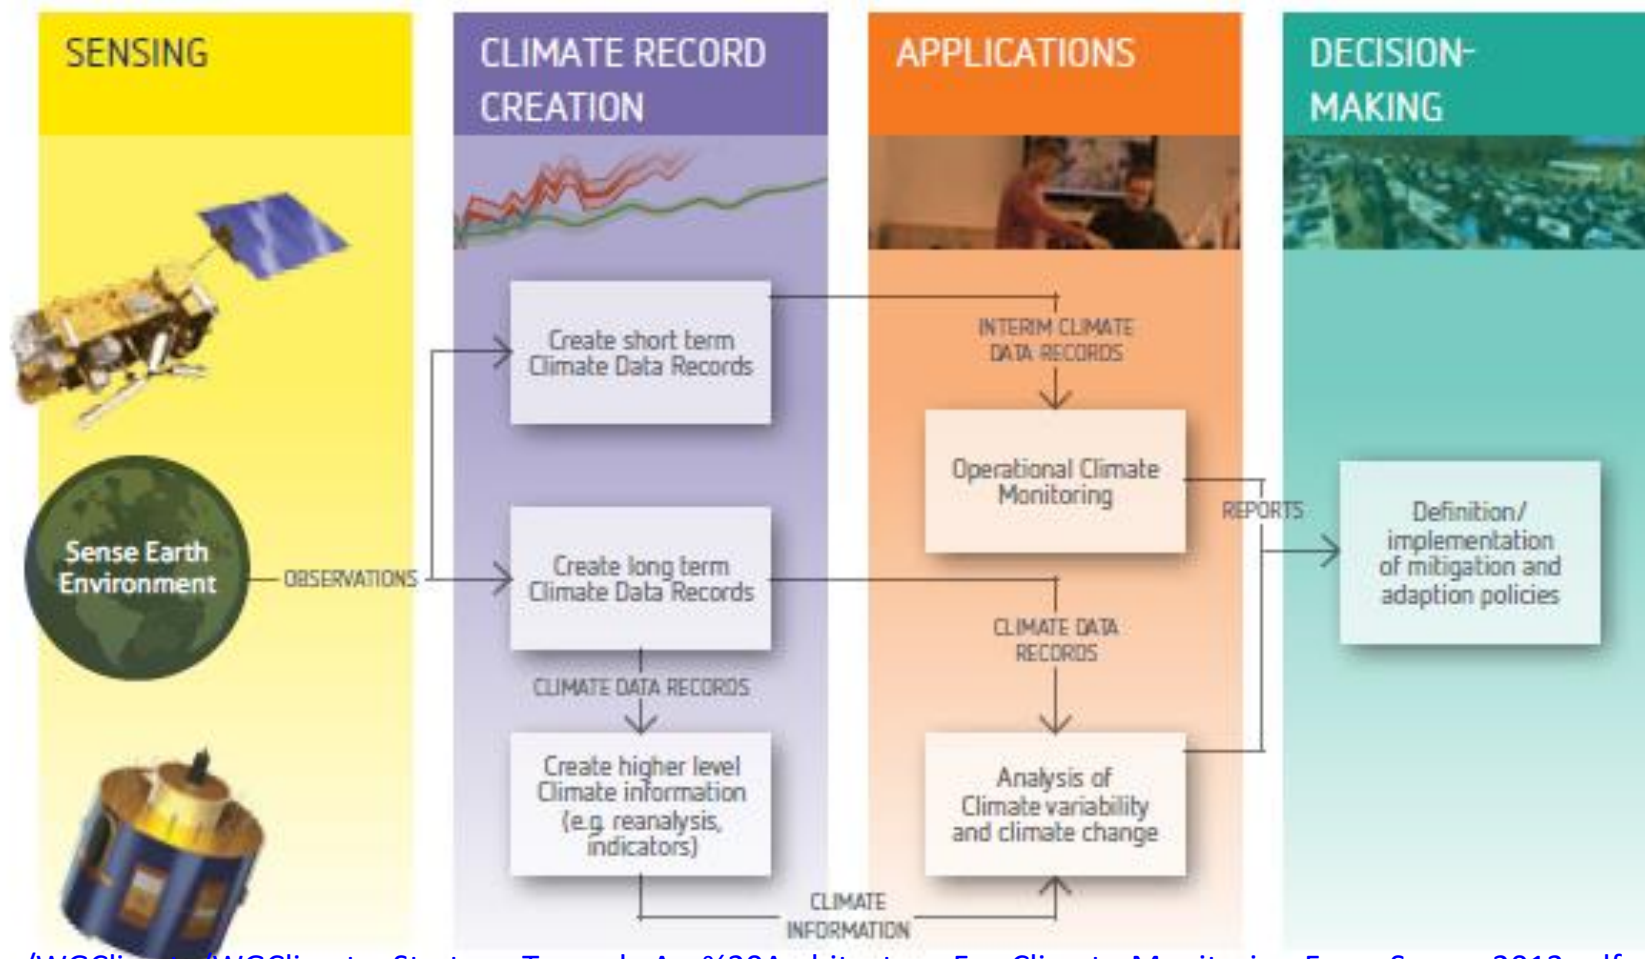 SENSING
CLIMATE RECORD
CREATION
APPLICATIONS
DECISION-
MAKING
Sense Earth
Environment
OBSERVATIONS
Create short term
Climate Data Records
Create long term
Climate Data Records
CLIMATE DATA RECORDS
Create higher level
Climate information
(e.g. reanalysis,
indicators)
CLIMATE
INFORMATION
INTERIM CLIMATE
DATA RECORDS
Operational Climate
Monitoring
CLIMATE DATA
RECORDS
Analysis of
Climate variability
and climate change
REPORTS
Definition/
implementation
of mitigation and
adaption policies